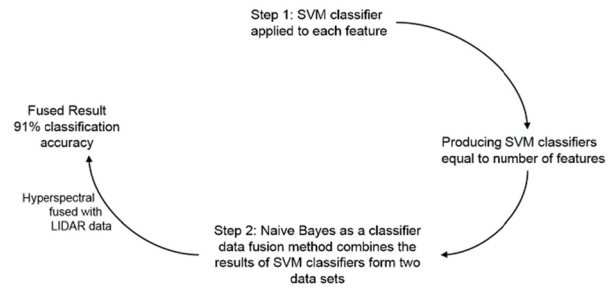 Step 1: SVM classifier
applied to each feature
Producing SVM classifiers
equal to number of features
Step 2: Naive Bayes as a classifier
data fusion method combines the
results of SVM classifiers form two
data sets
Hyperspectral
fused with
LIDAR data
Fused Result
91% classification
accuracy